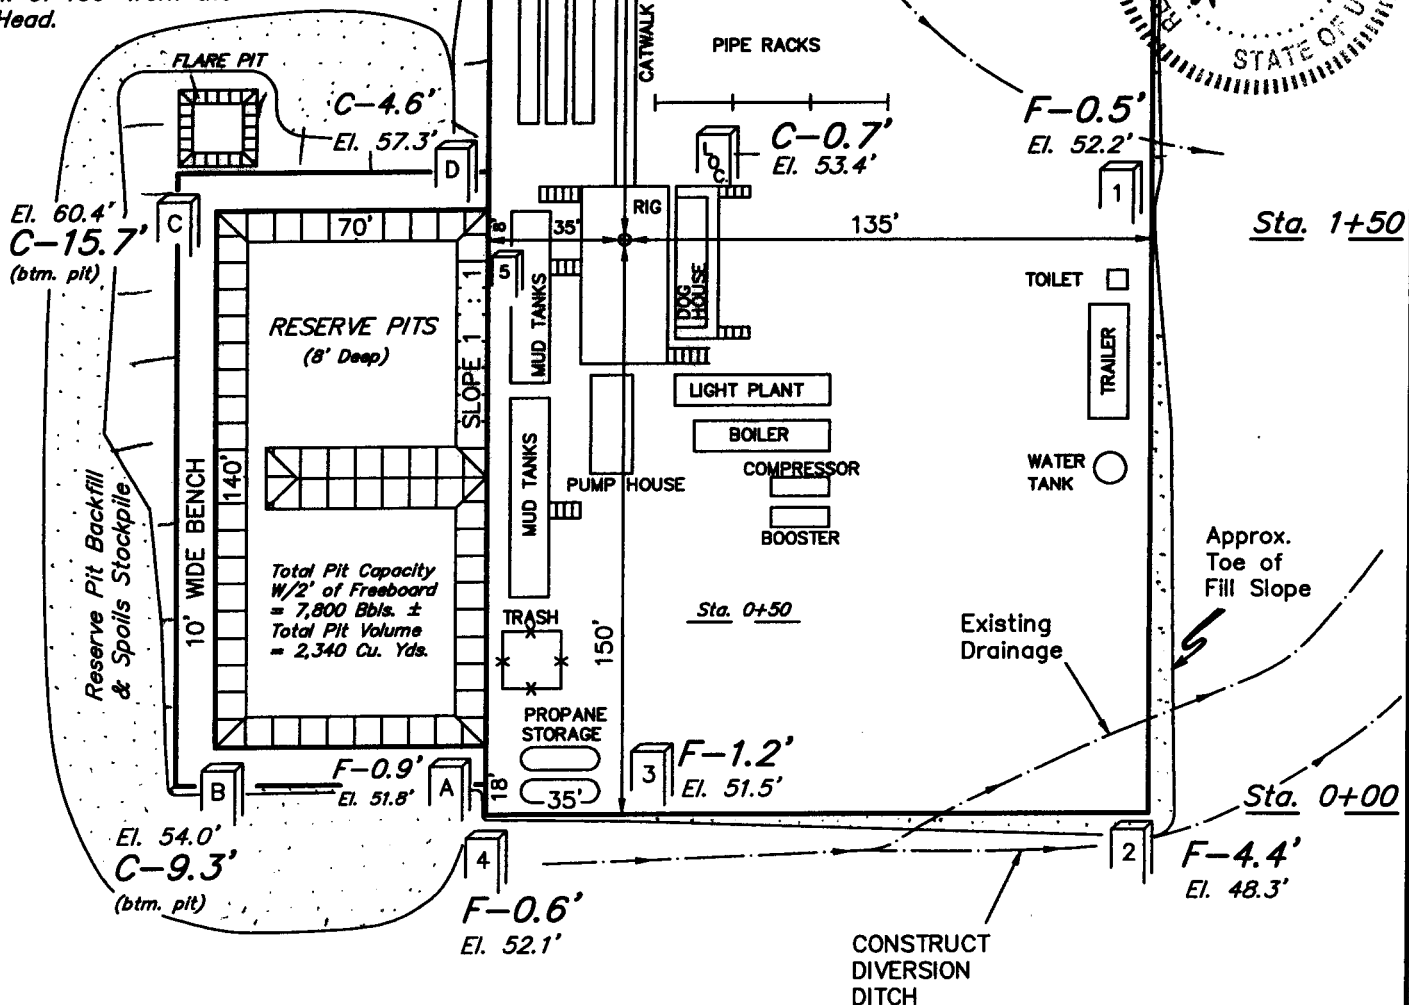 Head.
FLARE PIT
C-4.6'
El. 57.3'
D
CATWALK
PIPE RACKS
F-0.5'
El. 52.2'
1
STATE OF
C-0.7'
El. 53.4'
LOC.
El. 60.4'
C-15.7'
(btm. pit)
C
70'
35'
RIG
135'
Sta. 1+50
5
MUD TANKS
DOG HOUSE
TOILET
TRAILER
RESERVE PITS
(8' Deep)
SLOPE 1 : 1
LIGHT PLANT
BOILER
COMPRESSOR
BOOSTER
PUMP HOUSE
MUD TANKS
WATER
TANK
140'
10' WIDE BENCH
Reserve Pit Backfill
& Spoils Stockpile.
Total Pit Capacity
W/2' of Freeboard
= 7,800 Bbls. ±
Total Pit Volume
= 2,340 Cu. Yds.
TRASH
150'
Sta. 0+50
Existing
Drainage
Approx.
Toe of
Fill Slope
PROPANE
STORAGE
35'
18'
3
F-1.2'
El. 51.5'
F-0.9'
El. 51.8'
A
B
El. 54.0'
C-9.3'
(btm. pit)
4
F-0.6'
El. 52.1'
Sta. 0+00
2
F-4.4'
El. 48.3'
CONSTRUCT
DIVERSION
DITCH